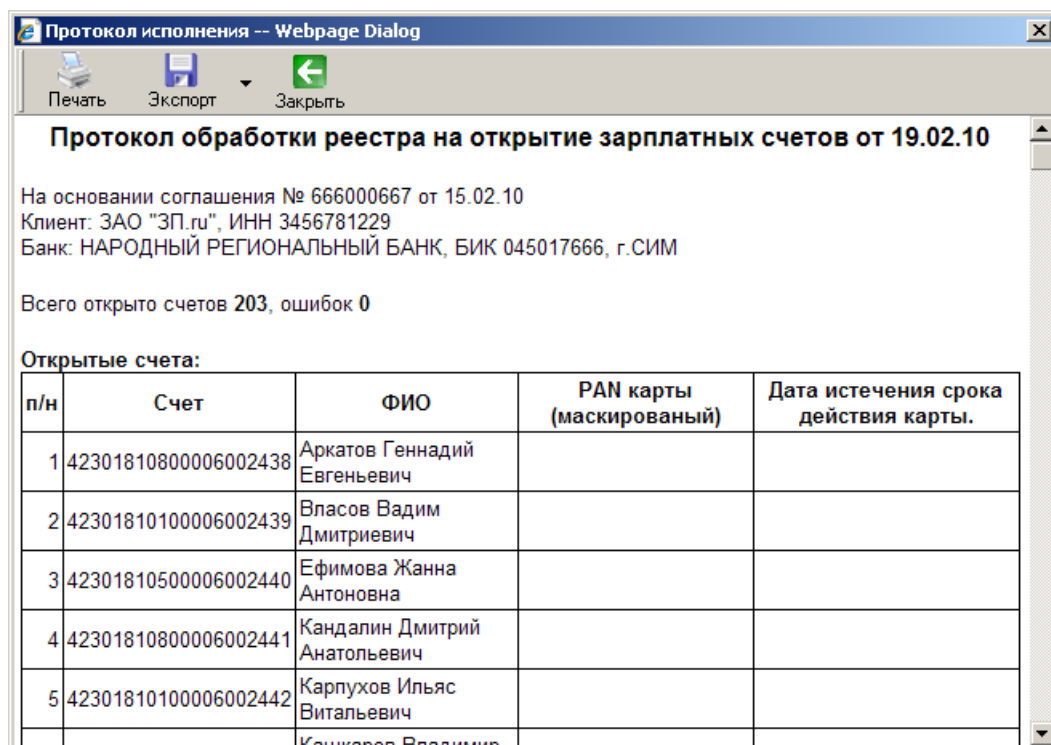 Протокол исполнения -- Webpage Dialog
Печать Экспорт Закрыть
Протокол обработки реестра на открытие зарплатных счетов от 19.02.10
На основании соглашения № 666000667 от 15.02.10
Клиент: ЗАО "ЗП.ru", ИНН 3456781229
Банк: НАРОДНЫЙ РЕГИОНАЛЬНЫЙ БАНК, БИК 045017666, г.СИМ
Всего открыто счетов 203, ошибок 0
Открытые счета:
п/н Счет ФИО PAN карты (маскированый) Дата истечения срока действия карты.
1 42301810800006002438 Аркатов Геннадий
Евгеньевич
2 42301810100006002439 Власов Вадим
Дмитриевич
3 42301810500006002440 Ефимова Жанна
Антоновна
4 42301810800006002441 Кандалин Дмитрий
Анатольевич
5 42301810100006002442 Карпухов Ильяс
Витальевич
Кашкаров Владимир